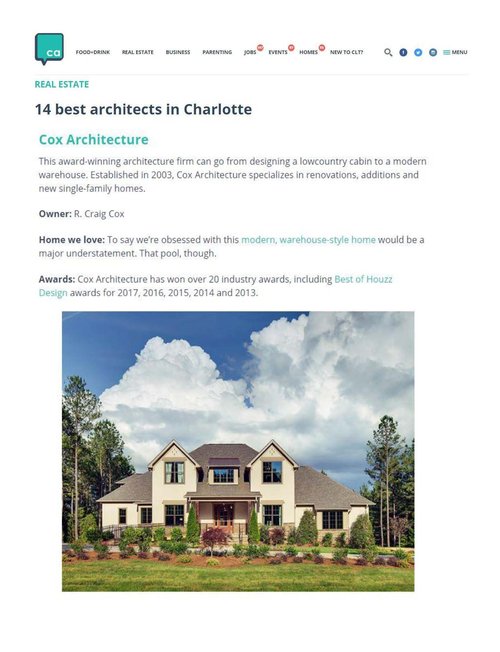 ca
FOOD+DRINK REAL ESTATE BUSINESS PARENTING JOBS EVENTS HOMES NEW TO CLT? MENU
REAL ESTATE
14 best architects in Charlotte
Cox Architecture
This award-winning architecture firm can go from designing a lowcountry cabin to a modern
warehouse. Established in 2003, Cox Architecture specializes in renovations, additions and
new single-family homes.
Owner: R. Craig Cox
Home we love: To say we’re obsessed with this modern, warehouse-style home would be a
major understatement. That pool, though.
Awards: Cox Architecture has won over 20 industry awards, including Best of Houzz
Design awards for 2017, 2016, 2015, 2014 and 2013.